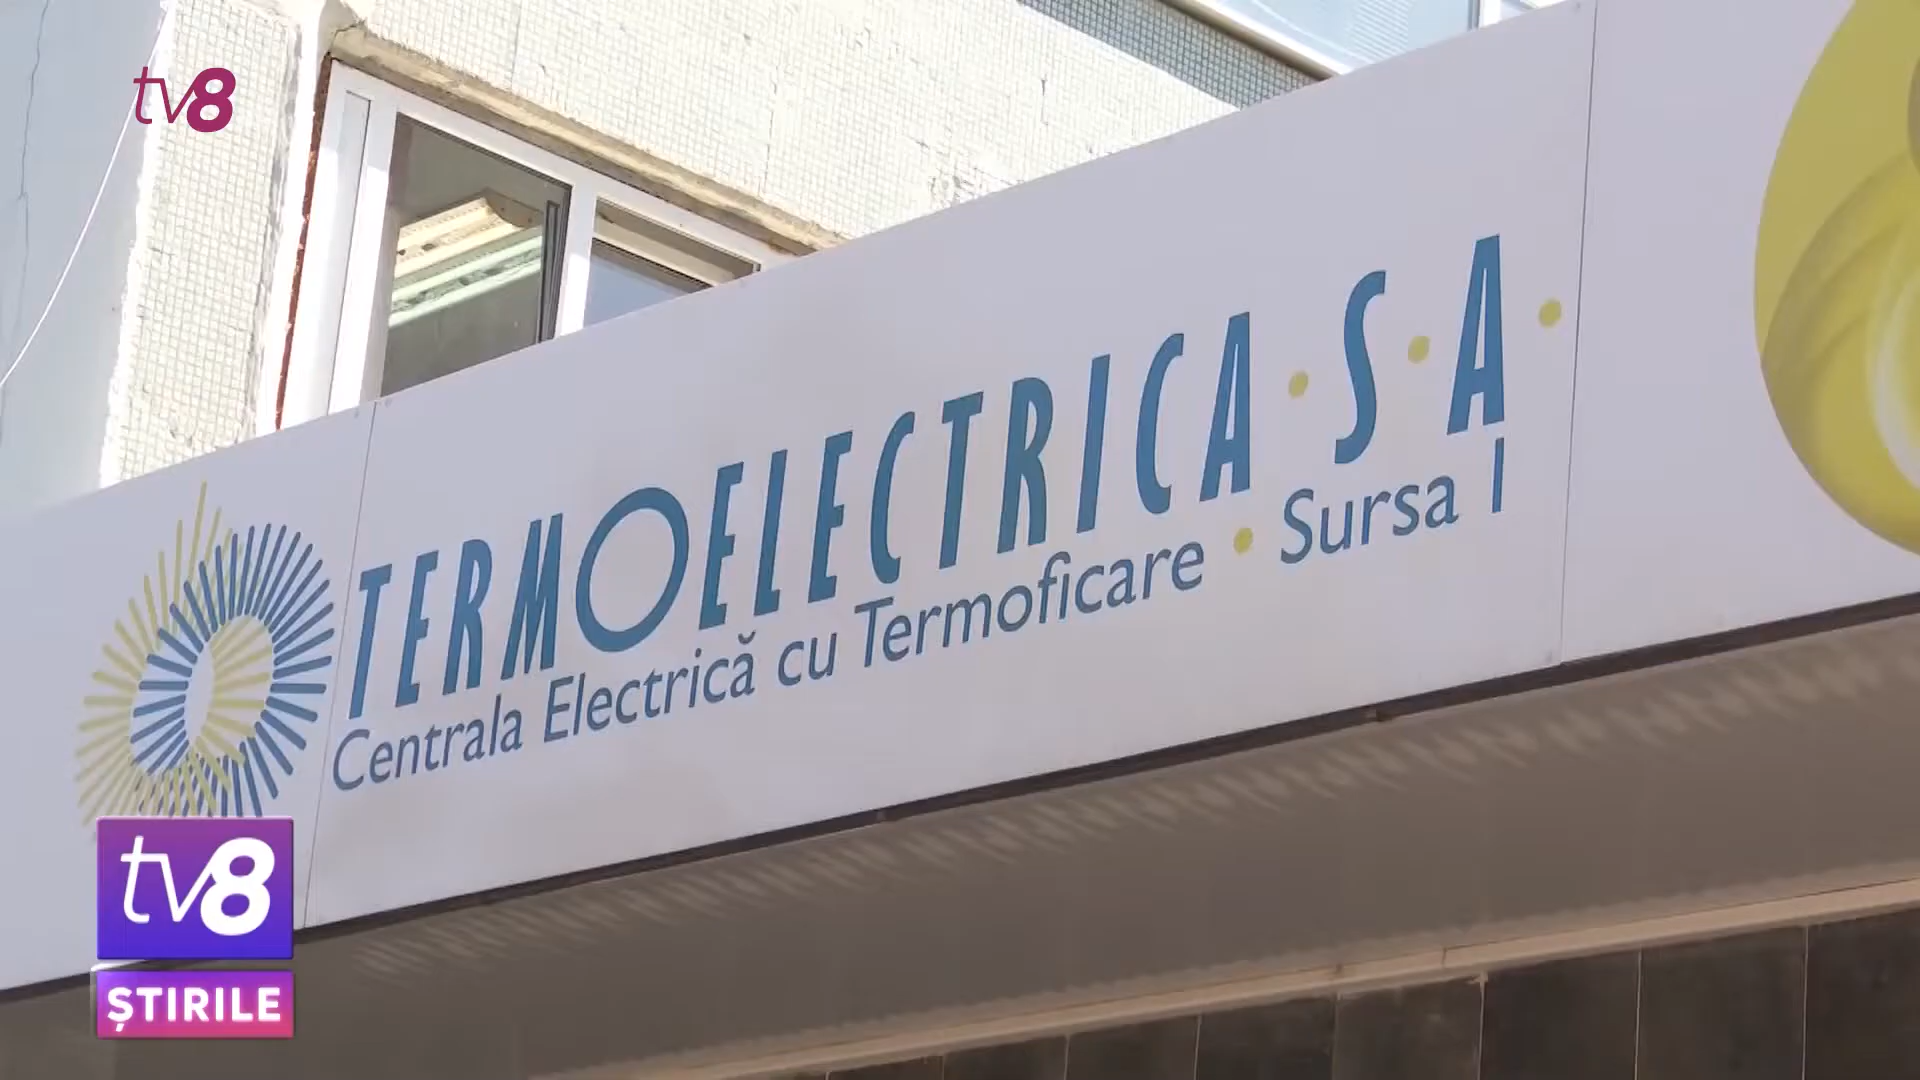 tv8
TERMOELECTRICA·S·A·
Centrala Electrică cu Termoficare · Sursa I
tv8
ȘTIRILE